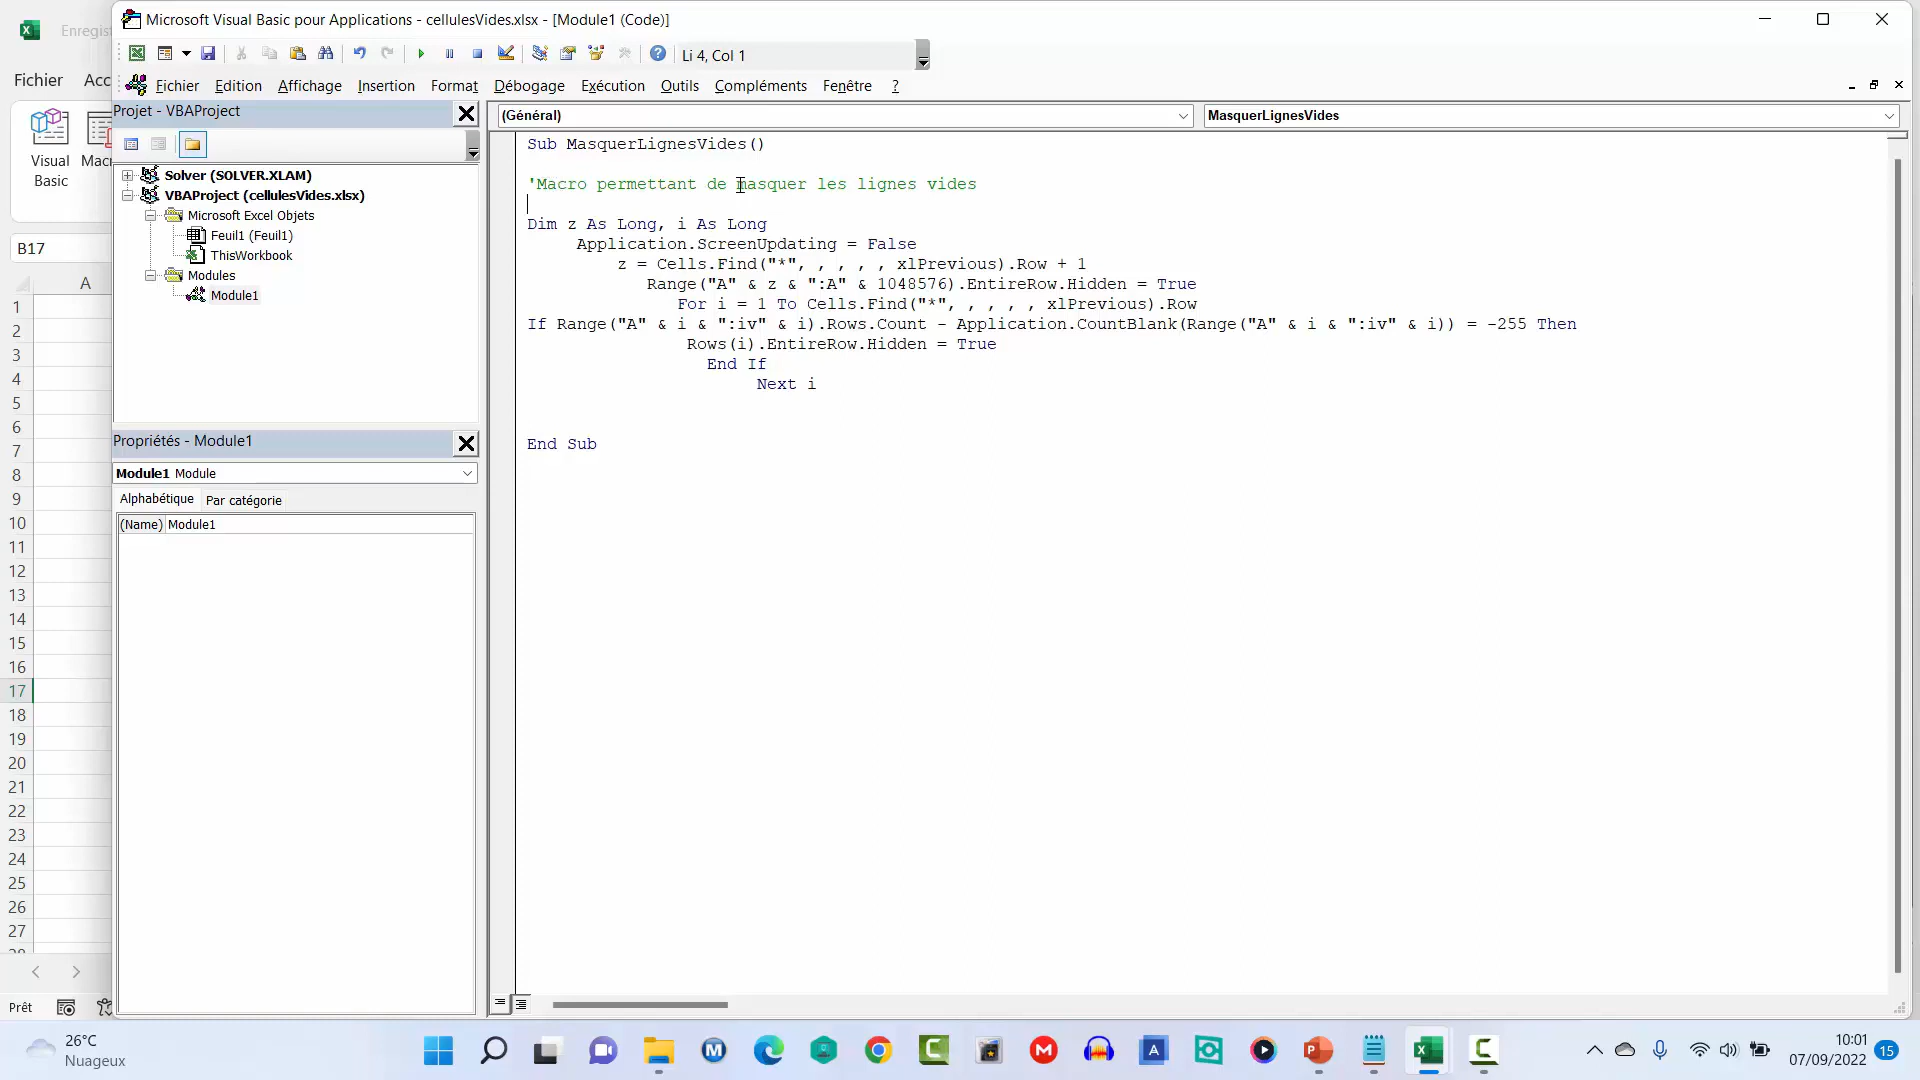 Microsoft Visual Basic pour Applications - cellulesVides.xlsx - [Module1 (Code)]
Enregis
Li 4, Col 1
Fichier Acc
Fichier Edition Affichage Insertion Format Débogage Exécution Outils Compléments Fenêtre ?
Projet - VBAProject
(Général)
MasquerLignesVides
Visual Basic
Mac
Solver (SOLVER.XLAM)
VBAProject (cellulesVides.xlsx)
Microsoft Excel Objets
Feuil1 (Feuil1)
ThisWorkbook
Modules
Module1
B17
A
1
2
3
4
5
6
7
8
9
10
11
12
13
14
15
16
17
18
19
20
21
22
23
24
25
26
27
Sub MasquerLignesVides()
'Macro permettant de masquer les lignes vides
Dim z As Long, i As Long
Application.ScreenUpdating = False
z = Cells.Find("*", , , , , xlPrevious).Row + 1
Range("A" & z & ":A" & 1048576).EntireRow.Hidden = True
For i = 1 To Cells.Find("*", , , , , xlPrevious).Row
If Range("A" & i & ":iv" & i).Rows.Count - Application.CountBlank(Range("A" & i & ":iv" & i)) = -255 Then
Rows(i).EntireRow.Hidden = True
End If
Next i
End Sub
Propriétés - Module1
Module1 Module
Alphabétique Par catégorie
(Name) Module1
Prêt
26°C
Nuageux
10:01
07/09/2022
15